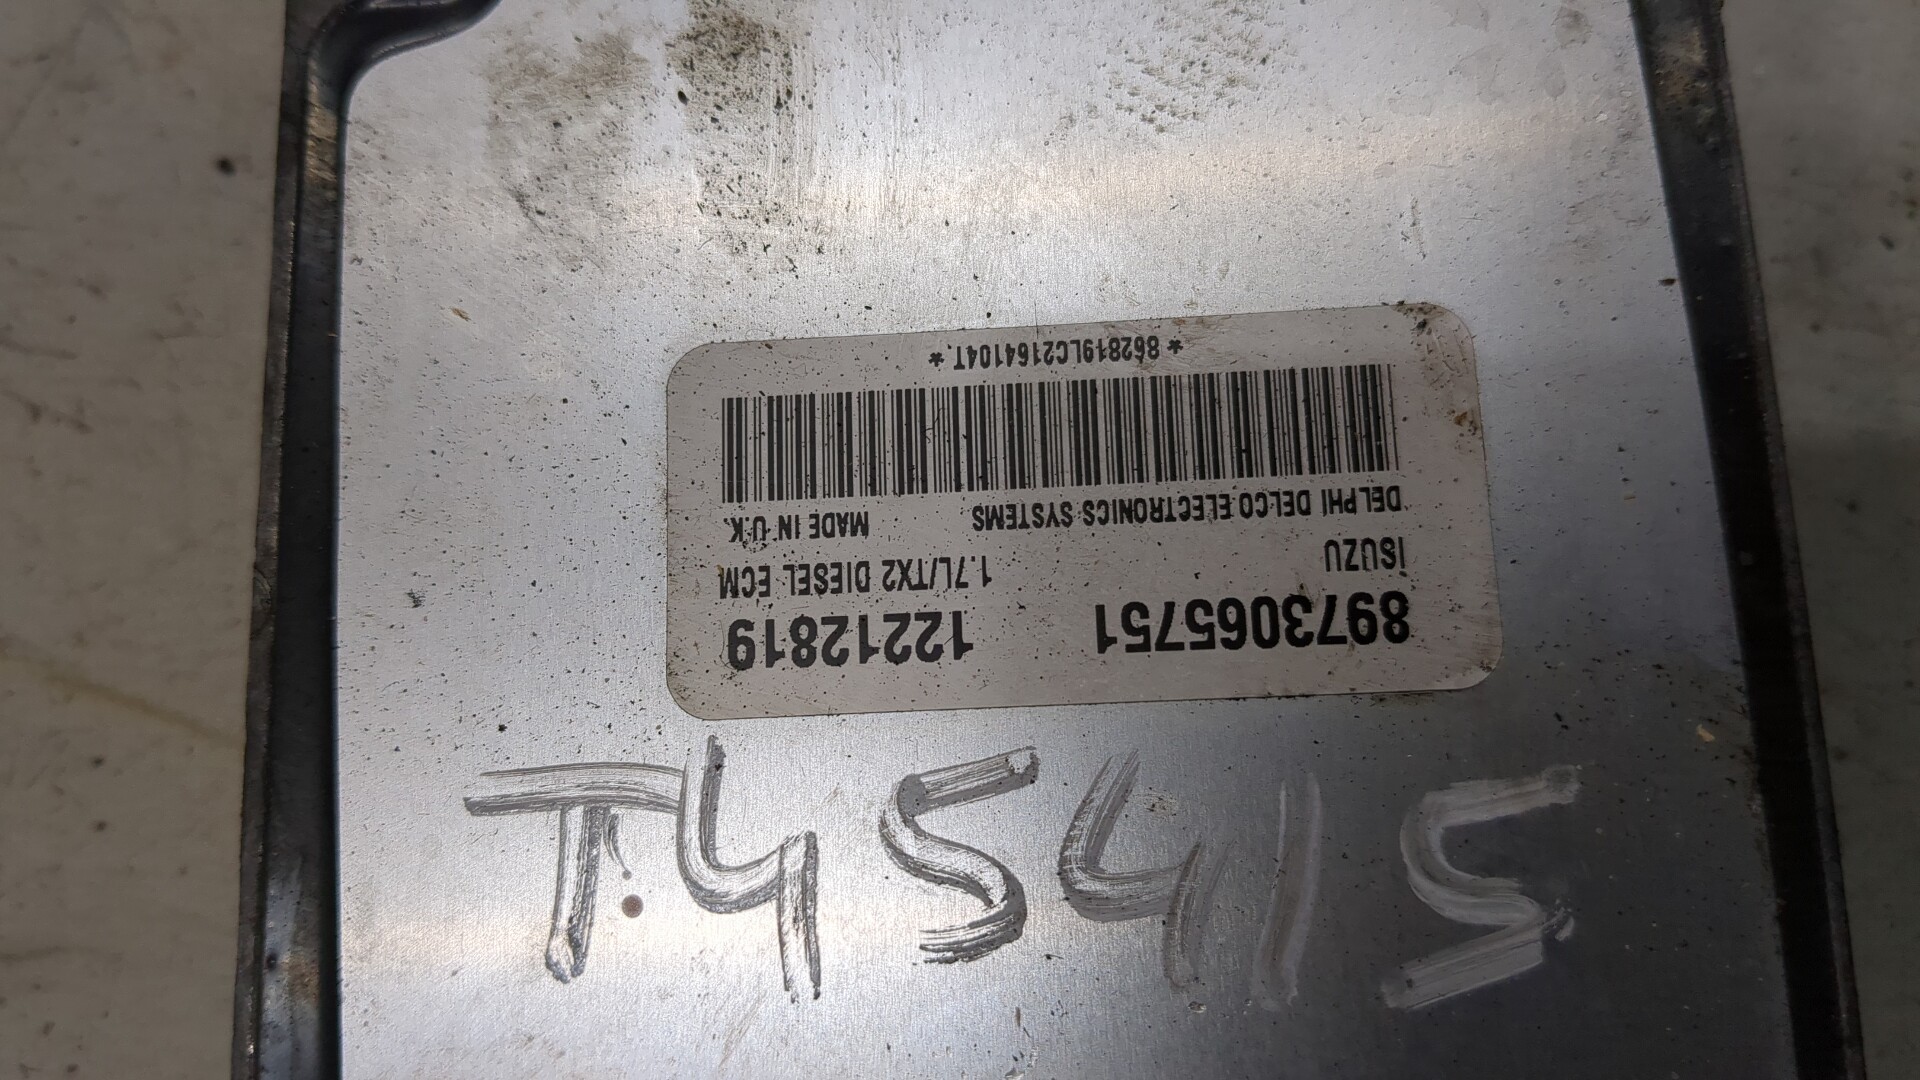 8973065751 12212819
ISUZU 1.7L/TX2 DIESEL ECM
DELPHI DELCO ELECTRONICS SYSTEMS MADE IN U.K.
* 862819LC2164104T. *
T45415